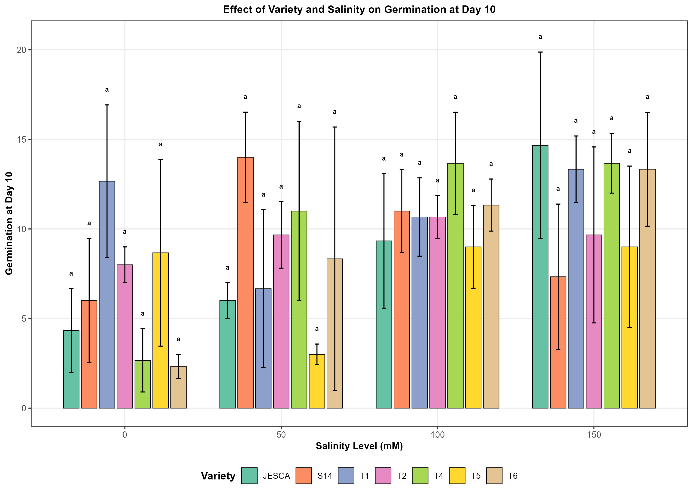 Effect of Variety and Salinity on Germination at Day 10
Germination at Day 10
20
15
10
5
0
a a a a a a a
a a a a a a a
a a a a a a a
a a a a a a a
0 50 100 150
Salinity Level (mM)
Variety JESCA S14 T1 T2 T4 T5 T6